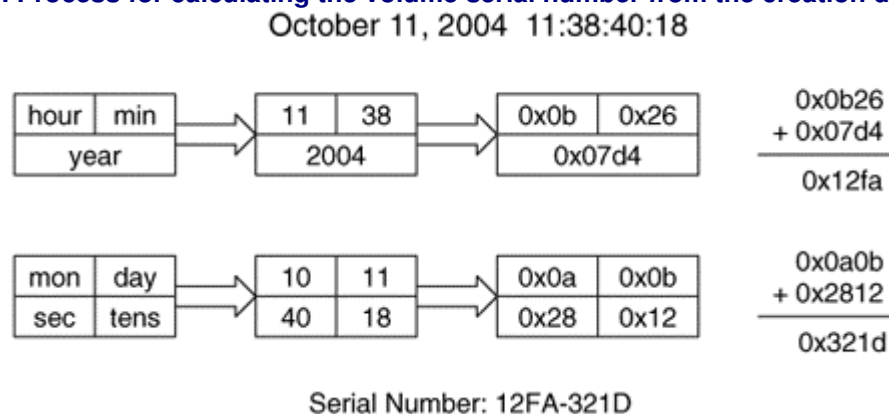 Process for calculating the volume serial number from the creation
October 11, 2004 11:38:40:18
hour min
year
11 38
2004
0x0b 0x26
0x07d4
0x0b26
+ 0x07d4
0x12fa
mon day
sec tens
10 11
40 18
0x0a 0x0b
0x28 0x12
0x0a0b
+ 0x2812
0x321d
Serial Number: 12FA-321D